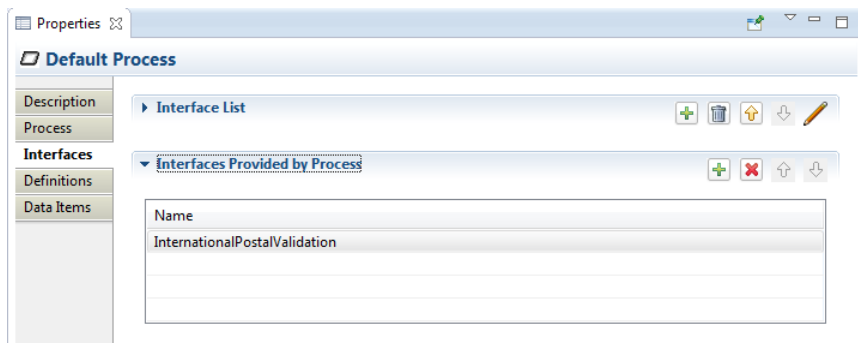 Properties
Default Process
Description
Process
Interfaces
Definitions
Data Items
Interface List
Interfaces Provided by Process
Name
InternationalPostalValidation